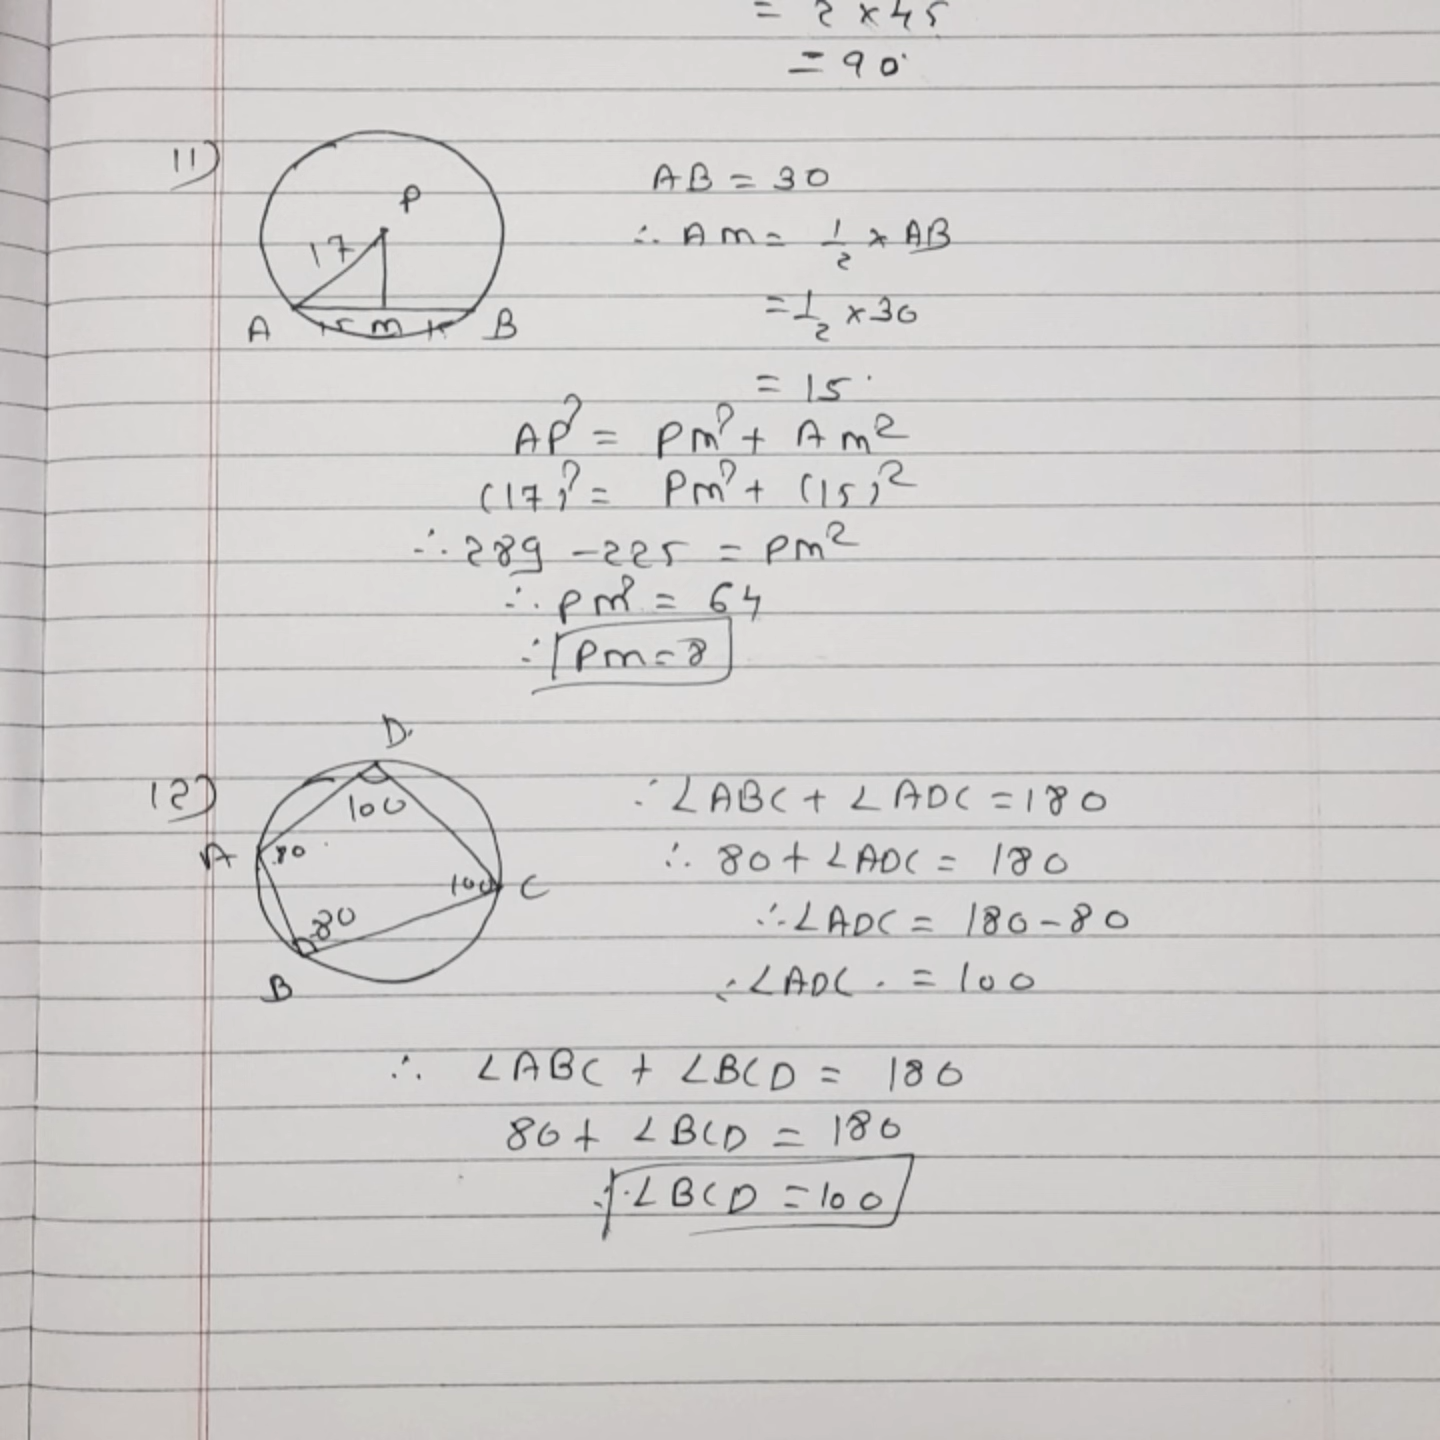 = 2 x 45
= 90
11)
P
17
A 15 m 15 B
AB = 30
∴ Am = 1/2 x AB
= 1/2 x 30
= 15
AP² = Pm² + Am²
(17)² = Pm² + (15)²
∴ 289 - 225 = Pm²
∴ Pm² = 64
∴ Pm = 8
12)
D
100
A 80
100 C
80
B
∴ ∠ABC + ∠ADC = 180
∴ 80 + ∠ADC = 180
∴ ∠ADC = 180 - 80
∴ ∠ADC = 100
∴ ∠ABC + ∠BCD = 180
80 + ∠BCD = 180
∴ ∠BCD = 100